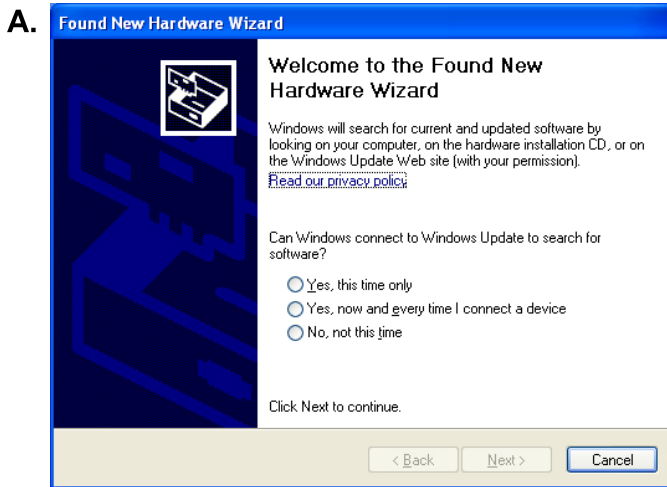 A.
Found New Hardware Wizard
Welcome to the Found New
Hardware Wizard
Windows will search for current and updated software by
looking on your computer, on the hardware installation CD, or on
the Windows Update Web site (with your permission).
Read our privacy policy
Can Windows connect to Windows Update to search for
software?
Yes, this time only
Yes, now and every time I connect a device
No, not this time
Click Next to continue.
< Back Next > Cancel